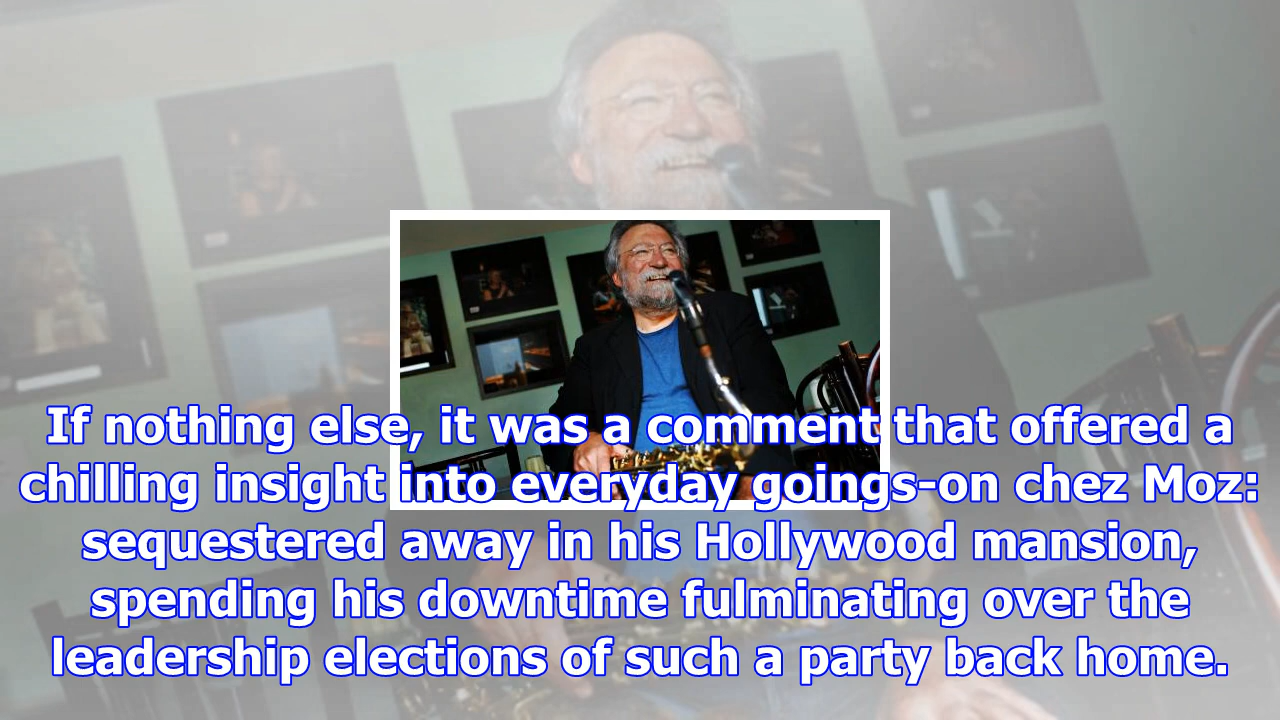 If nothing else, it was a comment that offered a
chilling insight into everyday goings-on chez Moz:
sequestered away in his Hollywood mansion,
spending his downtime fulminating over the
leadership elections of such a party back home.